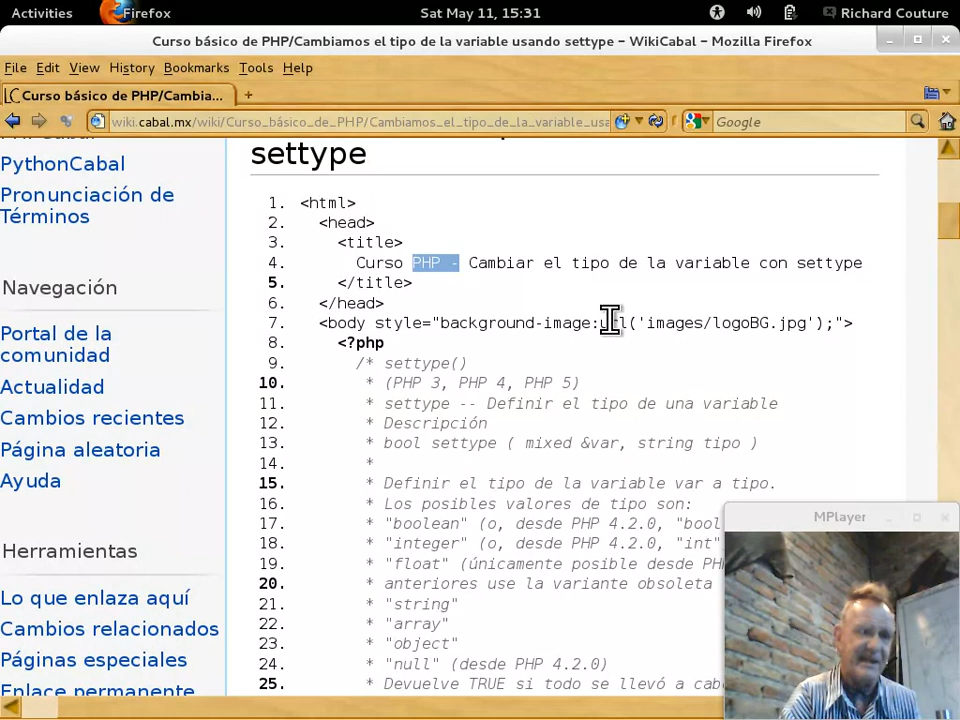 Activities
Firefox
Sat May 11, 15:31
Richard Couture
Curso básico de PHP/Cambiamos el tipo de la variable usando settype – WikiCabal – Mozilla Firefox
File Edit View History Bookmarks Tools Help
Curso básico de PHP/Cambia...
wiki.cabal.mx/wiki/Curso_básico_de_PHP/Cambiamos_el_tipo_de_la_variable_usa
Google
PythonCabal
Pronunciación de
Términos
Navegación
Portal de la
comunidad
Actualidad
Cambios recientes
Página aleatoria
Ayuda
Herramientas
Lo que enlaza aquí
Cambios relacionados
Páginas especiales
Enlace permanente
settype
1. <html>
2. <head>
3. <title>
4. Curso PHP - Cambiar el tipo de la variable con settype
5. </title>
6. </head>
7. <body style="background-image:url('images/logoBG.jpg');">
8. <?php
9. /* settype()
10. * (PHP 3, PHP 4, PHP 5)
11. * settype -- Definir el tipo de una variable
12. * Descripción
13. * bool settype ( mixed &var, string tipo )
14. *
15. * Definir el tipo de la variable var a tipo.
16. * Los posibles valores de tipo son:
17. * "boolean" (o, desde PHP 4.2.0, "bool
18. * "integer" (o, desde PHP 4.2.0, "int"
19. * "float" (únicamente posible desde PH
20. * anteriores use la variante obsoleta
21. * "string"
22. * "array"
23. * "object"
24. * "null" (desde PHP 4.2.0)
25. * Devuelve TRUE si todo se llevó a cab
MPlayer